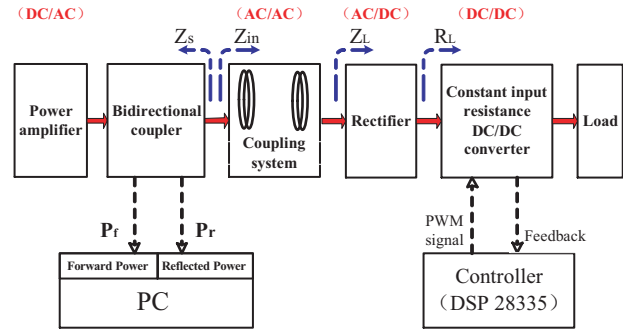 （DC/AC）
（AC/AC）
（AC/DC）
（DC/DC）
Zs
Zin
ZL
RL
Power
amplifier
Bidirectional
coupler
Coupling
system
Rectifier
Constant input
resistance
DC/DC
converter
Load
Pf
Pr
PWM
signal
Feedback
Forward Power
Reflected Power
PC
Controller
（DSP 28335）